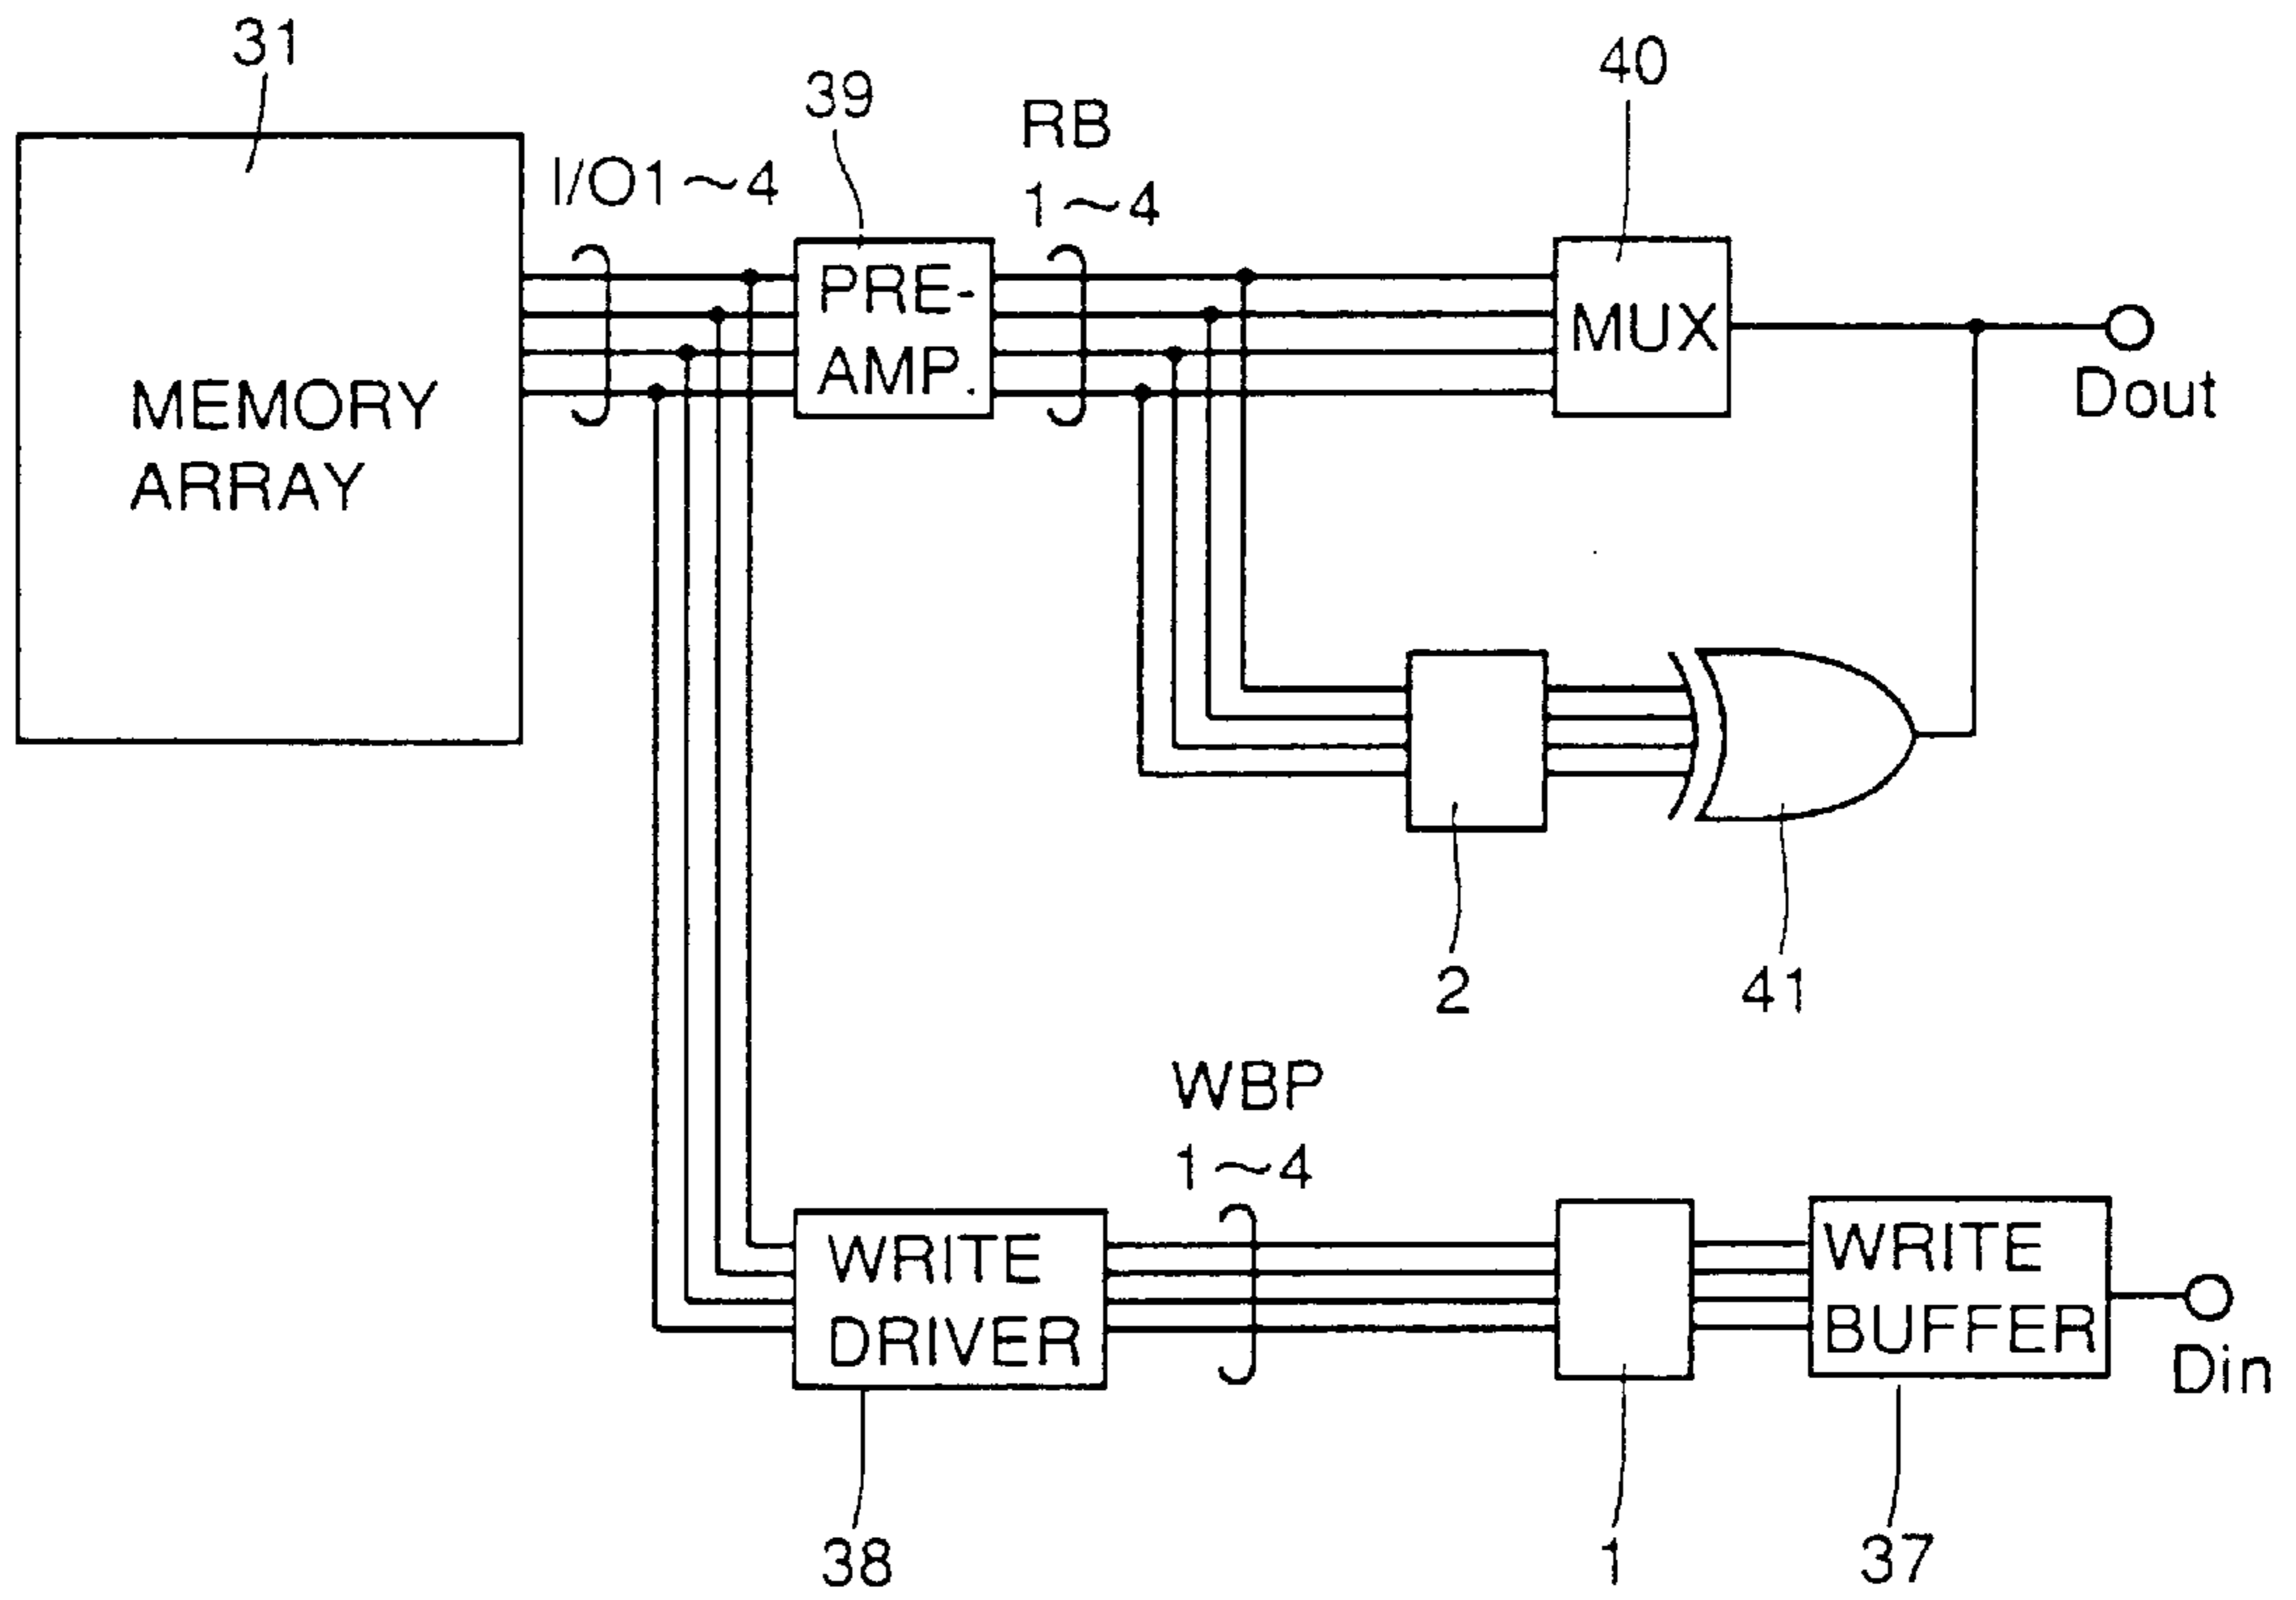 31
39
RB
40
I/O1~4
1~4
PRE-
AMP.
MUX
Dout
MEMORY
ARRAY
2
41
WBP
1~4
WRITE
DRIVER
WRITE
BUFFER
Din
38
1
37